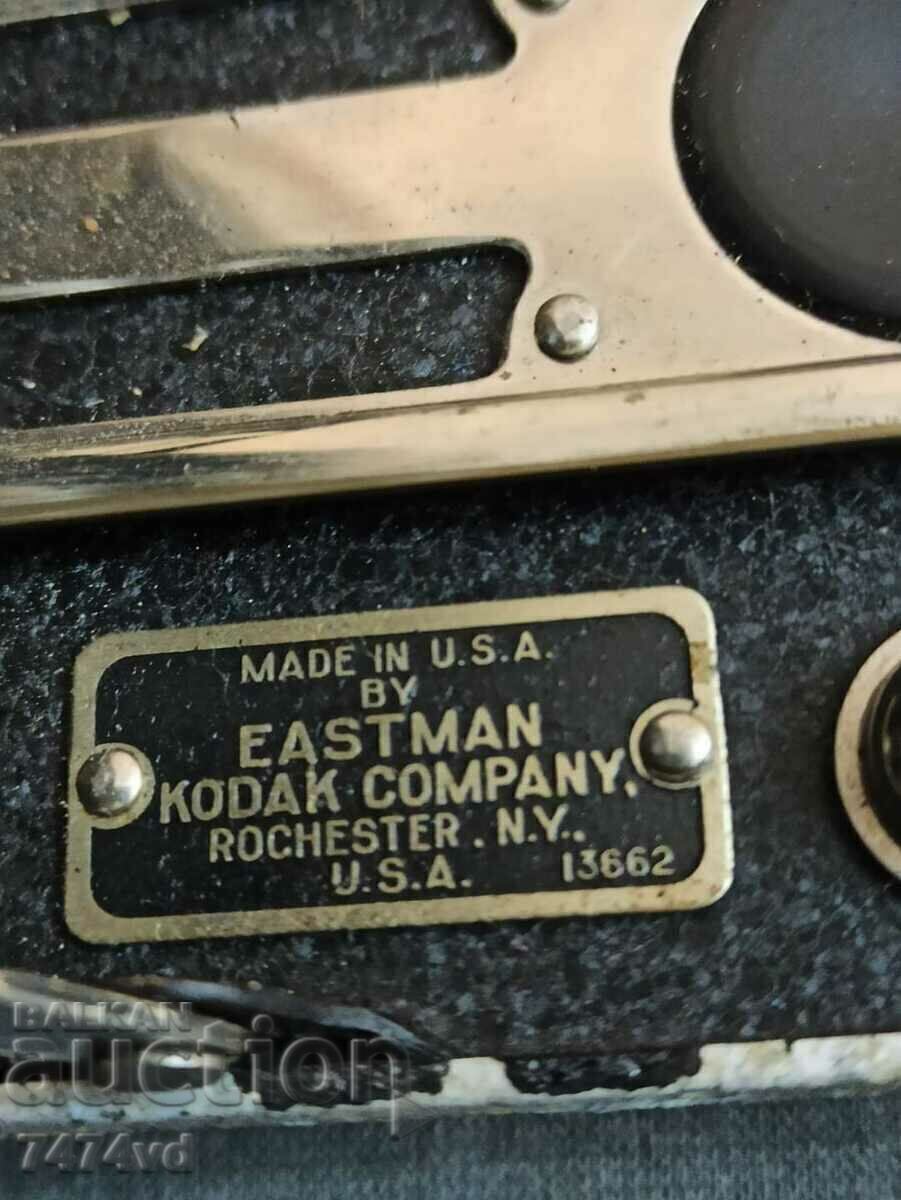 MADE IN U.S.A.
BY
EASTMAN
KODAK COMPANY,
ROCHESTER . N.Y..
U.S.A. 13662
BALKAN
auction
7474vd